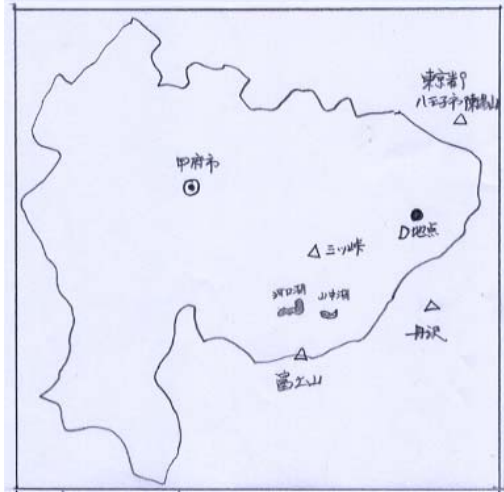 東京都
八王子市陣馬山
甲府市
D地点
三ツ峠
河口湖
山中湖
丹沢
富士山